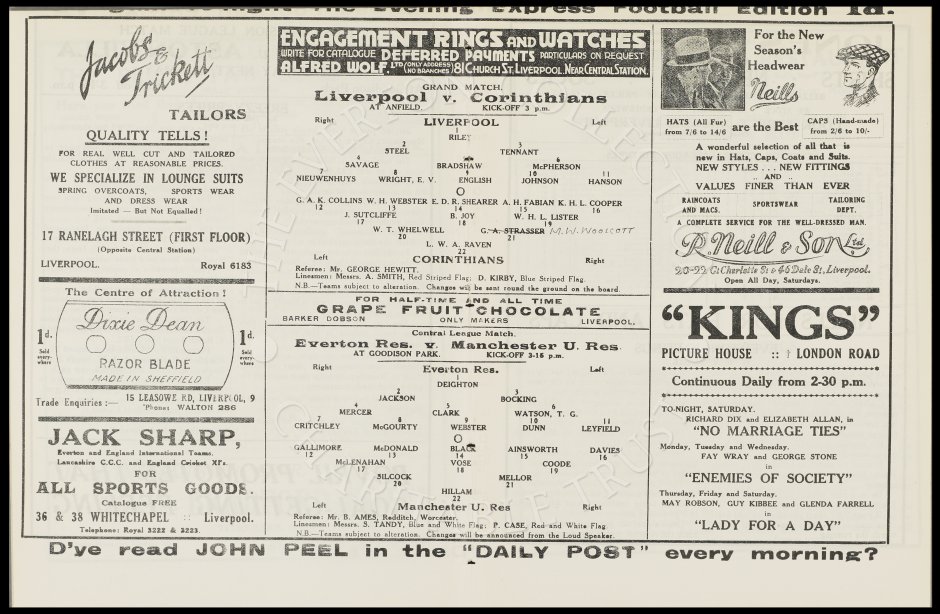 The Evening Express Football Edition 1d.
Jacobs & Trickett
TAILORS
QUALITY TELLS!
FOR REAL WELL CUT AND TAILORED
CLOTHES AT REASONABLE PRICES.
WE SPECIALIZE IN LOUNGE SUITS
SPRING OVERCOATS, SPORTS WEAR
AND DRESS WEAR
Imitated — But Not Equalled!
17 RANELAGH STREET (FIRST FLOOR)
(Opposite Central Station)
LIVERPOOL. Royal 6183
The Centre of Attraction!
Dixie Dean
1d. Sold everywhere
1d. Sold everywhere
RAZOR BLADE
MADE IN SHEFFIELD
Trade Enquiries:— 15 LEASOWE RD, LIVERPOOL, 9
'Phone: WALTON 286
JACK SHARP,
Everton and England International Teams.
Lancashire C.C.C. and England Cricket XI's.
FOR
ALL SPORTS GOODS.
Catalogue FREE
36 & 38 WHITECHAPEL :: Liverpool.
Telephone: Royal 3222 & 3223.
ENGAGEMENT RINGS AND WATCHES
WRITE FOR CATALOGUE DEFERRED PAYMENTS PARTICULARS ON REQUEST
ALFRED WOLF, LTD (ONLY ADDRESS) (NO BRANCHES) 81 CHURCH ST. LIVERPOOL. NEAR CENTRAL STATION.
GRAND MATCH.
Liverpool v. Corinthians
AT ANFIELD. KICK-OFF 3 p.m.
Right LIVERPOOL Left
1
RILEY
2 3
STEEL TENNANT
4 5 6
SAVAGE BRADSHAW McPHERSON
7 8 9 10 11
NIEUWENHUYS WRIGHT, E. V. ENGLISH JOHNSON HANSON
O
G. A. K. COLLINS W. H. WEBSTER E. D. R. SHEARER A. H. FABIAN K. H. L. COOPER
12 13 14 15 16
J. SUTCLIFFE B. JOY W. H. L. LISTER
17 18 19
W. T. WHELWELL G. A. STRASSER M. W. Woolcott
20 21
L. W. A. RAVEN
22
Left CORINTHIANS Right
Referee: Mr. GEORGE HEWITT.
Linesmen: Messrs. A. SMITH, Red Striped Flag; D. KIRBY, Blue Striped Flag.
N.B.—Teams subject to alteration. Changes will be sent round the ground on the board.
FOR HALF-TIME AND ALL TIME
GRAPE FRUIT CHOCOLATE
BARKER DOBSON ONLY MAKERS LIVERPOOL.
Central League Match.
Everton Res. v. Manchester U. Res
AT GOODISON PARK. KICK-OFF 3-15 p.m.
Right Everton Res. Left
1
DEIGHTON
2 3
JACKSON BOCKING
4 5 6
MERCER CLARK WATSON, T. G.
7 8 9 10 11
CRITCHLEY McGOURTY WEBSTER DUNN LEYFIELD
O
GALLIMORE McDONALD BLACK AINSWORTH DAVIES
12 13 14 15 16
McLENAHAN VOSE COODE
17 18 19
SILCOCK MELLOR
20 21
HILLAM
22
Left Manchester U. Res Right
Referee: Mr. B. AMES, Redditch, Worcester.
Linesmen: Messrs. S. TANDY, Blue and White Flag; P. CASE, Red and White Flag.
N.B.—Teams subject to alteration. Changes will be announced from the Loud Speaker.
For the New
Season's
Headwear
Neills
HATS (All Fur) from 7/6 to 14/6 are the Best CAPS (Hand-made) from 2/6 to 10/-
A wonderful selection of all that is
new in Hats, Caps, Coats and Suits.
NEW STYLES ... NEW FITTINGS
.. AND ..
VALUES FINER THAN EVER
RAINCOATS AND MACS. SPORTSWEAR TAILORING DEPT.
A COMPLETE SERVICE FOR THE WELL-DRESSED MAN.
R. Neill & Son Ltd.
20-22 Gt Charlotte St & 46 Dale St, Liverpool.
Open All Day, Saturdays.
"KINGS"
PICTURE HOUSE :: LONDON ROAD
Continuous Daily from 2-30 p.m.
TO-NIGHT, SATURDAY.
RICHARD DIX and ELIZABETH ALLAN, in
"NO MARRIAGE TIES"
Monday, Tuesday and Wednesday.
FAY WRAY and GEORGE STONE
in
"ENEMIES OF SOCIETY"
Thursday, Friday and Saturday.
MAY ROBSON, GUY KIBBEE and GLENDA FARRELL
in
"LADY FOR A DAY"
D'ye read JOHN PEEL in the "DAILY POST" every morning?